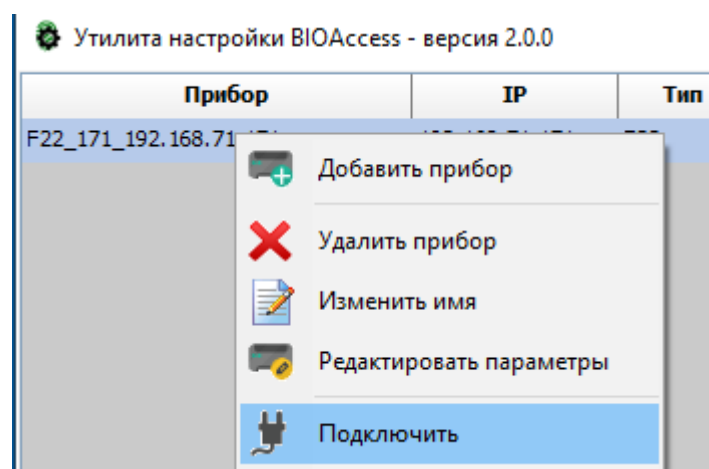 Утилита настройки BIOAccess - версия 2.0.0
Прибор IP Тип
F22_171_192.168.71
Добавить прибор
Удалить прибор
Изменить имя
Редактировать параметры
Подключить